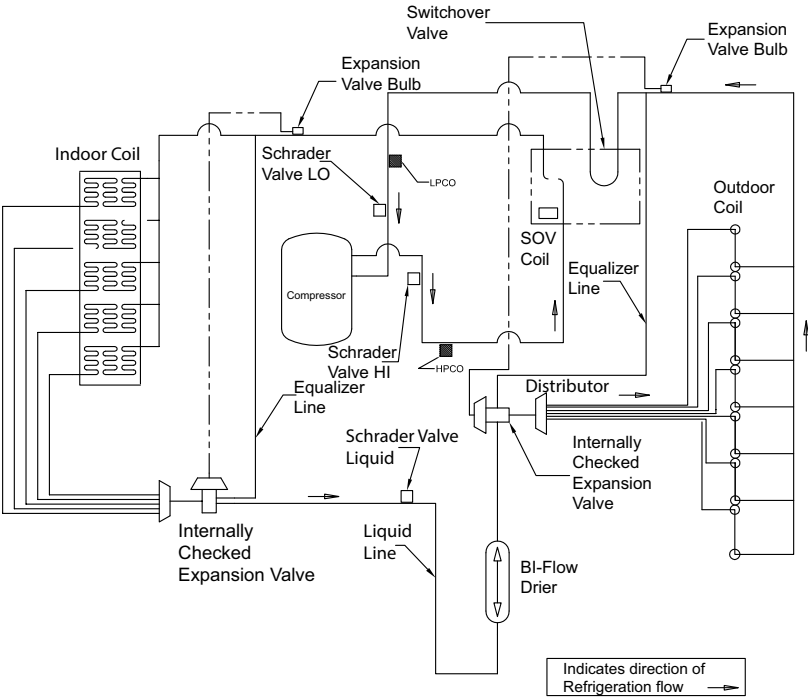 Switchover
Valve
Expansion
Valve Bulb
Expansion
Valve Bulb
Indoor Coil
Schrader
Valve LO
LPCO
Outdoor
Coil
SOV
Coil
Equalizer
Line
Compressor
Schrader
Valve HI
HPCO
Equalizer
Line
Distributor
Schrader Valve
Liquid
Internally
Checked
Expansion
Valve
Internally
Checked
Expansion Valve
Liquid
Line
BI-Flow
Drier
Indicates direction of
Refrigeration flow